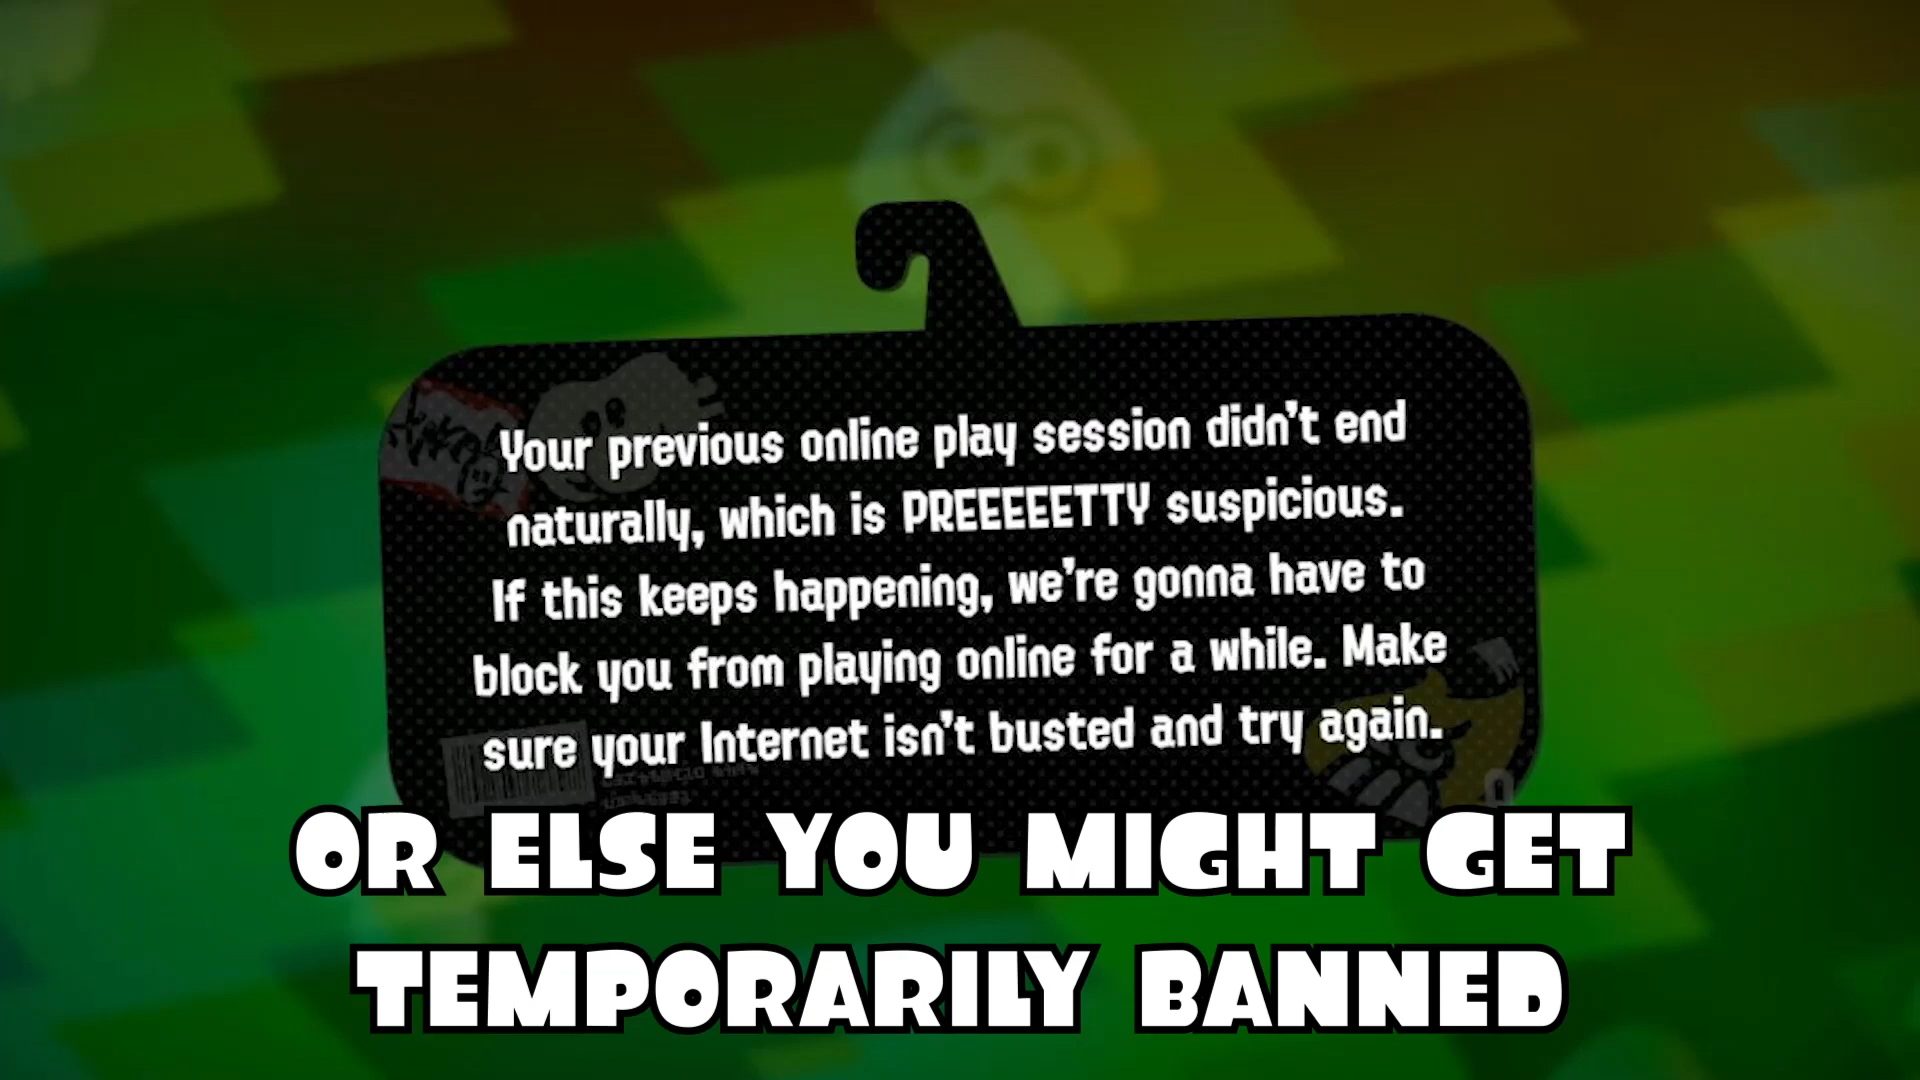 Your previous online play session didn't end
naturally, which is PREEEEETTY suspicious.
If this keeps happening, we're gonna have to
block you from playing online for a while. Make
sure your Internet isn't busted and try again.
OR ELSE YOU MIGHT GET
TEMPORARILY BANNED